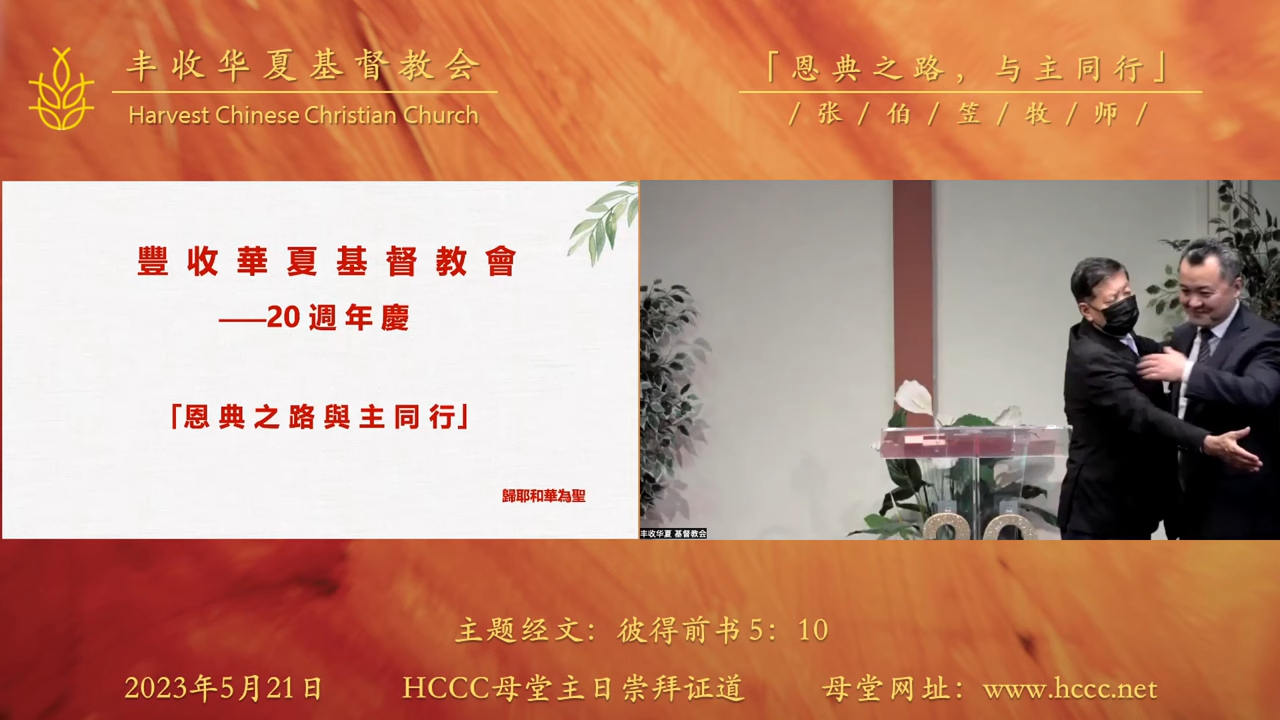 丰收华夏基督教会
Harvest Chinese Christian Church
「恩典之路，与主同行」
/ 张 / 伯 / 笠 / 牧 / 师 /
豐收華夏基督教會
——20週年慶
「恩典之路與主同行」
歸耶和華為聖
丰收华夏 基督教会
20
主题经文：彼得前书5：10
2023年5月21日
HCCC母堂主日崇拜证道
母堂网址：www.hccc.net